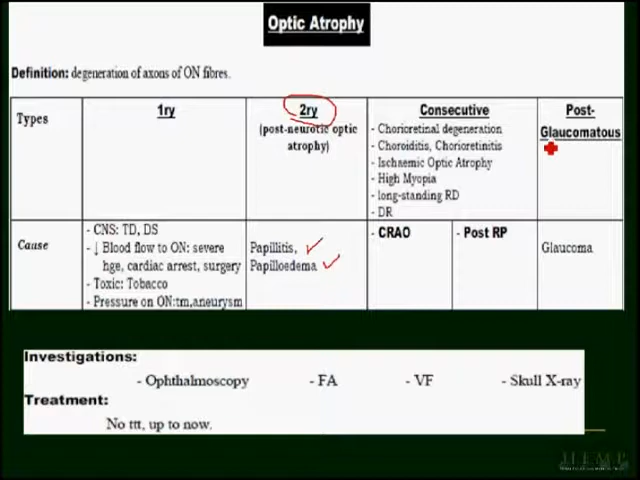 Optic Atrophy
Definition: degeneration of axons of ON fibres.
Types
1ry
2ry
(post-neurotic optic
atrophy)
Consecutive
- Chorioretinal degeneration
- Choroiditis, Chorioretinitis
- Ischaemic Optic Atrophy
- High Myopia
- long-standing RD
- DR
Post-
Glaucomatous
Cause
- CNS: TD, DS
- ↓ Blood flow to ON: severe
hge, cardiac arrest, surgery
- Toxic: Tobacco
- Pressure on ON:tm,aneurysm
Papillitis,
Papilloedema
- CRAO
- Post RP
Glaucoma
Investigations:
- Ophthalmoscopy - FA - VF - Skull X-ray
Treatment:
No ttt, up to now.